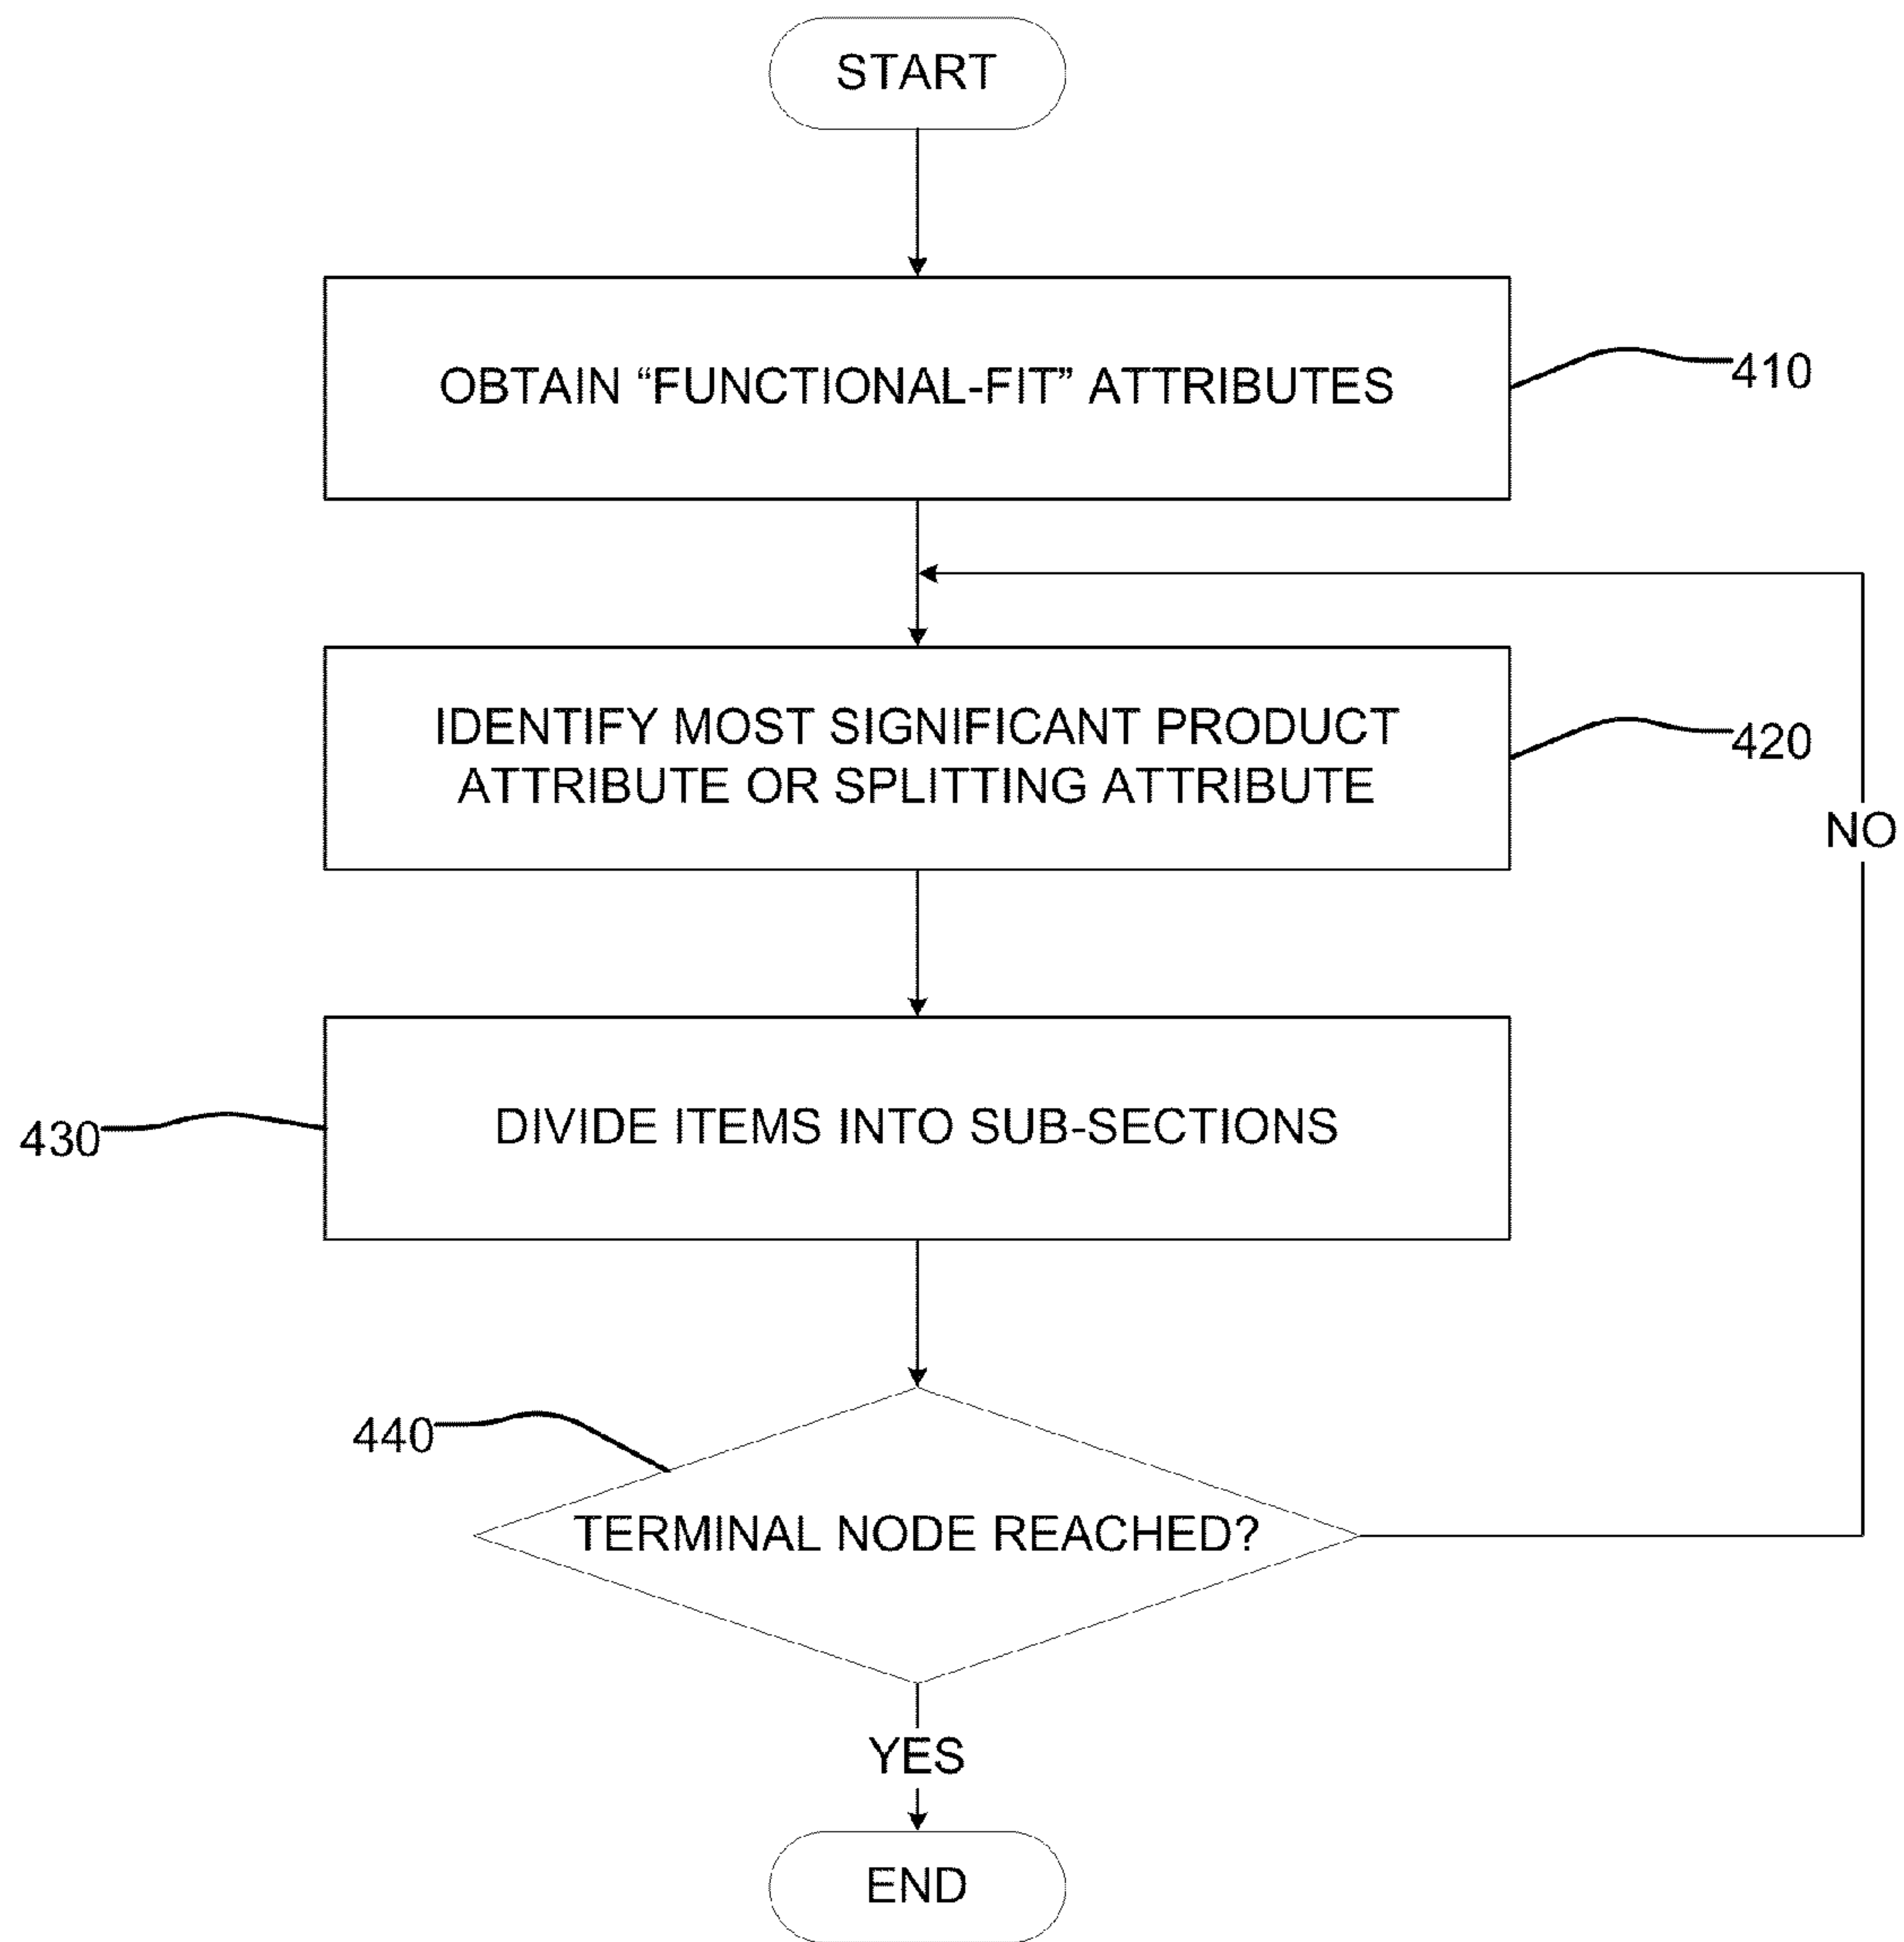 START
OBTAIN “FUNCTIONAL-FIT” ATTRIBUTES
410
IDENTIFY MOST SIGNIFICANT PRODUCT
ATTRIBUTE OR SPLITTING ATTRIBUTE
420
NO
DIVIDE ITEMS INTO SUB-SECTIONS
430
440
TERMINAL NODE REACHED?
YES
END